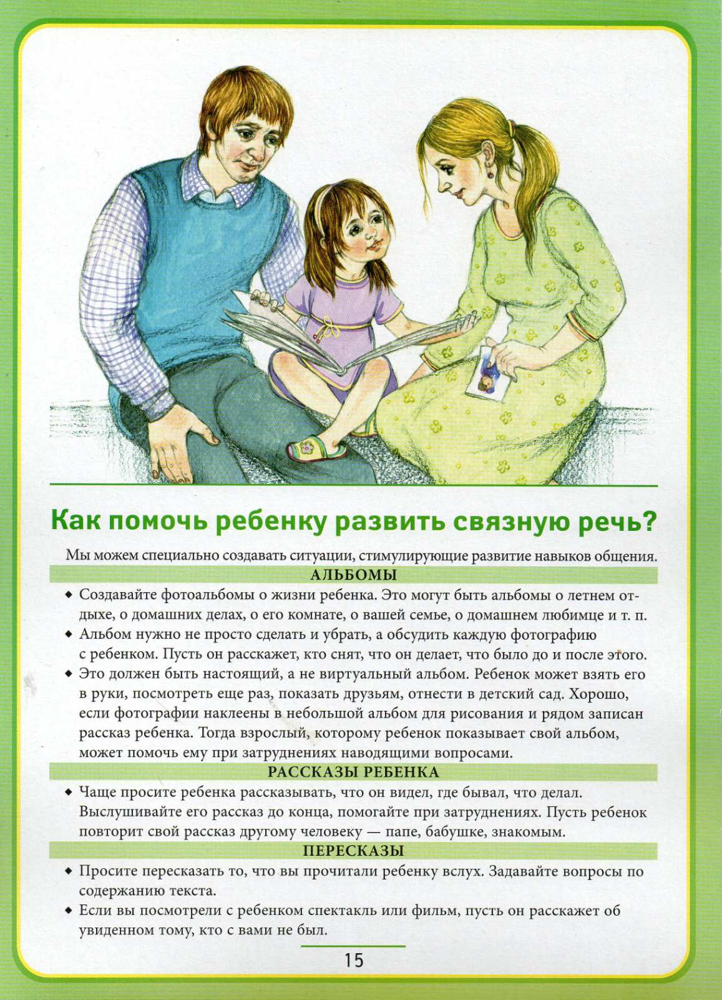 Как помочь ребенку развить связную речь?
Мы можем специально создавать ситуации, стимулирующие развитие навыков общения.
АЛЬБОМЫ
◆ Создавайте фотоальбомы о жизни ребенка. Это могут быть альбомы о летнем от-
дыхе, о домашних делах, о его комнате, о вашей семье, о домашнем любимце и т. п.
◆ Альбом нужно не просто сделать и убрать, а обсудить каждую фотографию
с ребенком. Пусть он расскажет, кто снят, что он делает, что было до и после этого.
◆ Это должен быть настоящий, а не виртуальный альбом. Ребенок может взять его
в руки, посмотреть еще раз, показать друзьям, отнести в детский сад. Хорошо,
если фотографии наклеены в небольшой альбом для рисования и рядом записан
рассказ ребенка. Тогда взрослый, которому ребенок показывает свой альбом,
может помочь ему при затруднениях наводящими вопросами.
РАССКАЗЫ РЕБЕНКА
◆ Чаще просите ребенка рассказывать, что он видел, где бывал, что делал.
Выслушивайте его рассказ до конца, помогайте при затруднениях. Пусть ребенок
повторит свой рассказ другому человеку — папе, бабушке, знакомым.
ПЕРЕСКАЗЫ
◆ Просите пересказать то, что вы прочитали ребенку вслух. Задавайте вопросы по
содержанию текста.
◆ Если вы посмотрели с ребенком спектакль или фильм, пусть он расскажет об
увиденном тому, кто с вами не был.
15